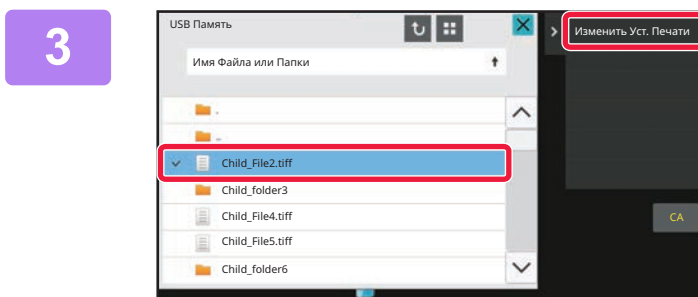 3
USB Память
Изменить Уст. Печати
Имя Файла или Папки
.
..
Child_File2.tiff
Child_folder3
Child_File4.tiff
CA
Child_File5.tiff
Child_folder6